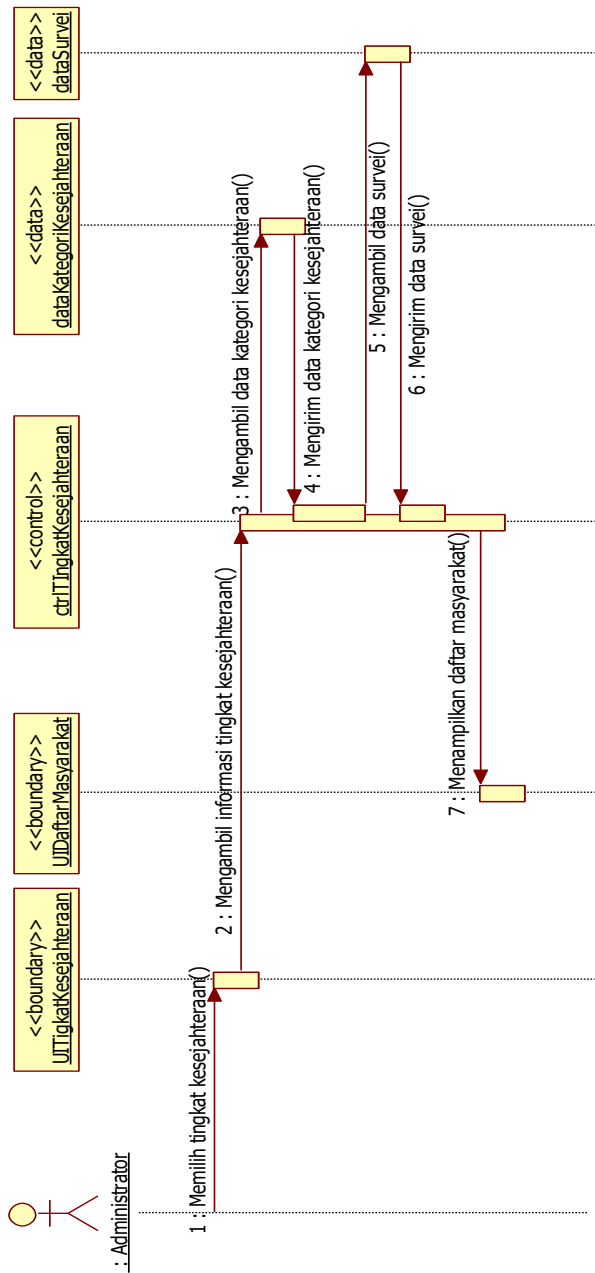 : Administrator
<<boundary>>
UITigkatKesejahteraan
<<boundary>>
UIDaftarMasyarakat
<<control>>
ctrlTIngkatKesejahteraan
<<data>>
dataKategoriKesejahteraan
<<data>>
dataSurvei
1 : Memilih tingkat kesejahteraan()
2 : Mengambil informasi tingkat kesejahteraan()
3 : Mengambil data kategori kesejahteraan()
4 : Mengirim data kategori kesejahteraan()
5 : Mengambil data survei()
6 : Mengirim data survei()
7 : Menampilkan daftar masyarakat()